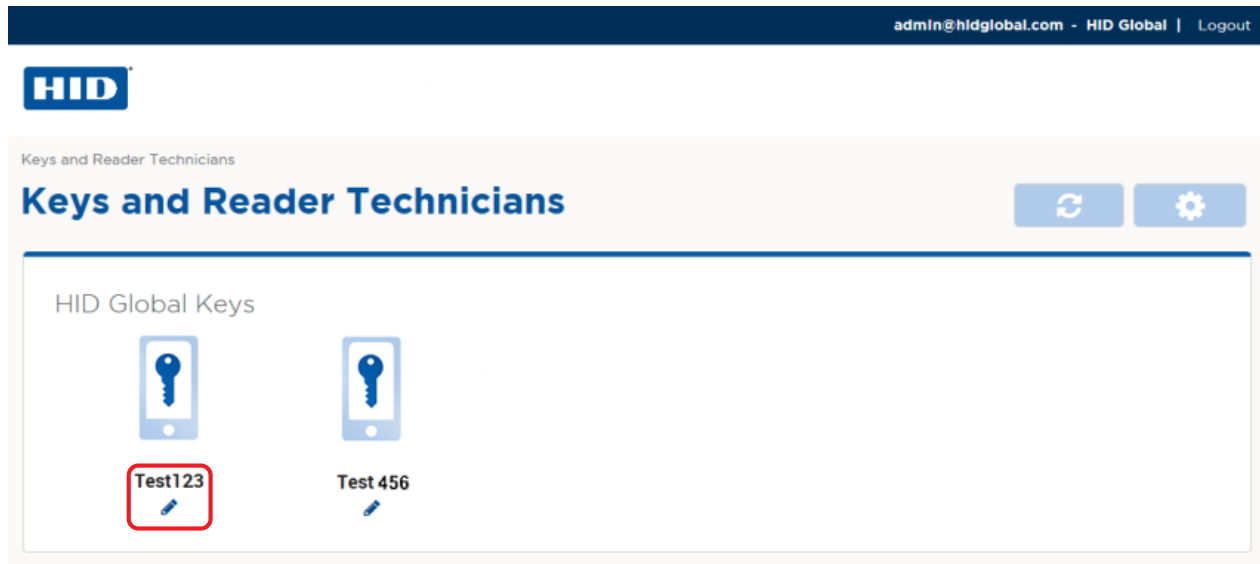 admin@hidglobal.com - HID Global | Logout
HID
Keys and Reader Technicians
Keys and Reader Technicians
HID Global Keys
Test123 Test 456